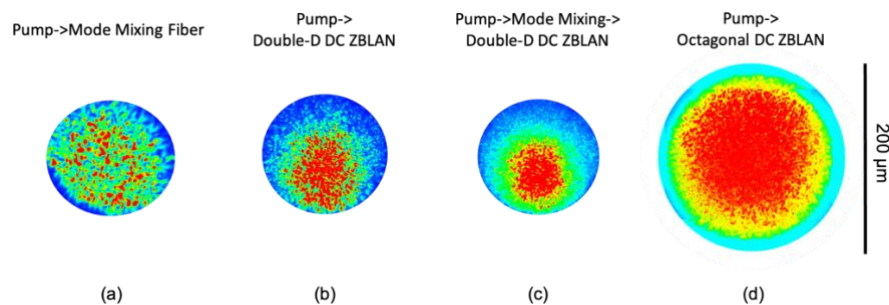 Pump->Mode Mixing Fiber
Pump->
Double-D DC ZBLAN
Pump->Mode Mixing->
Double-D DC ZBLAN
Pump->
Octagonal DC ZBLAN
200 µm
(a)
(b)
(c)
(d)